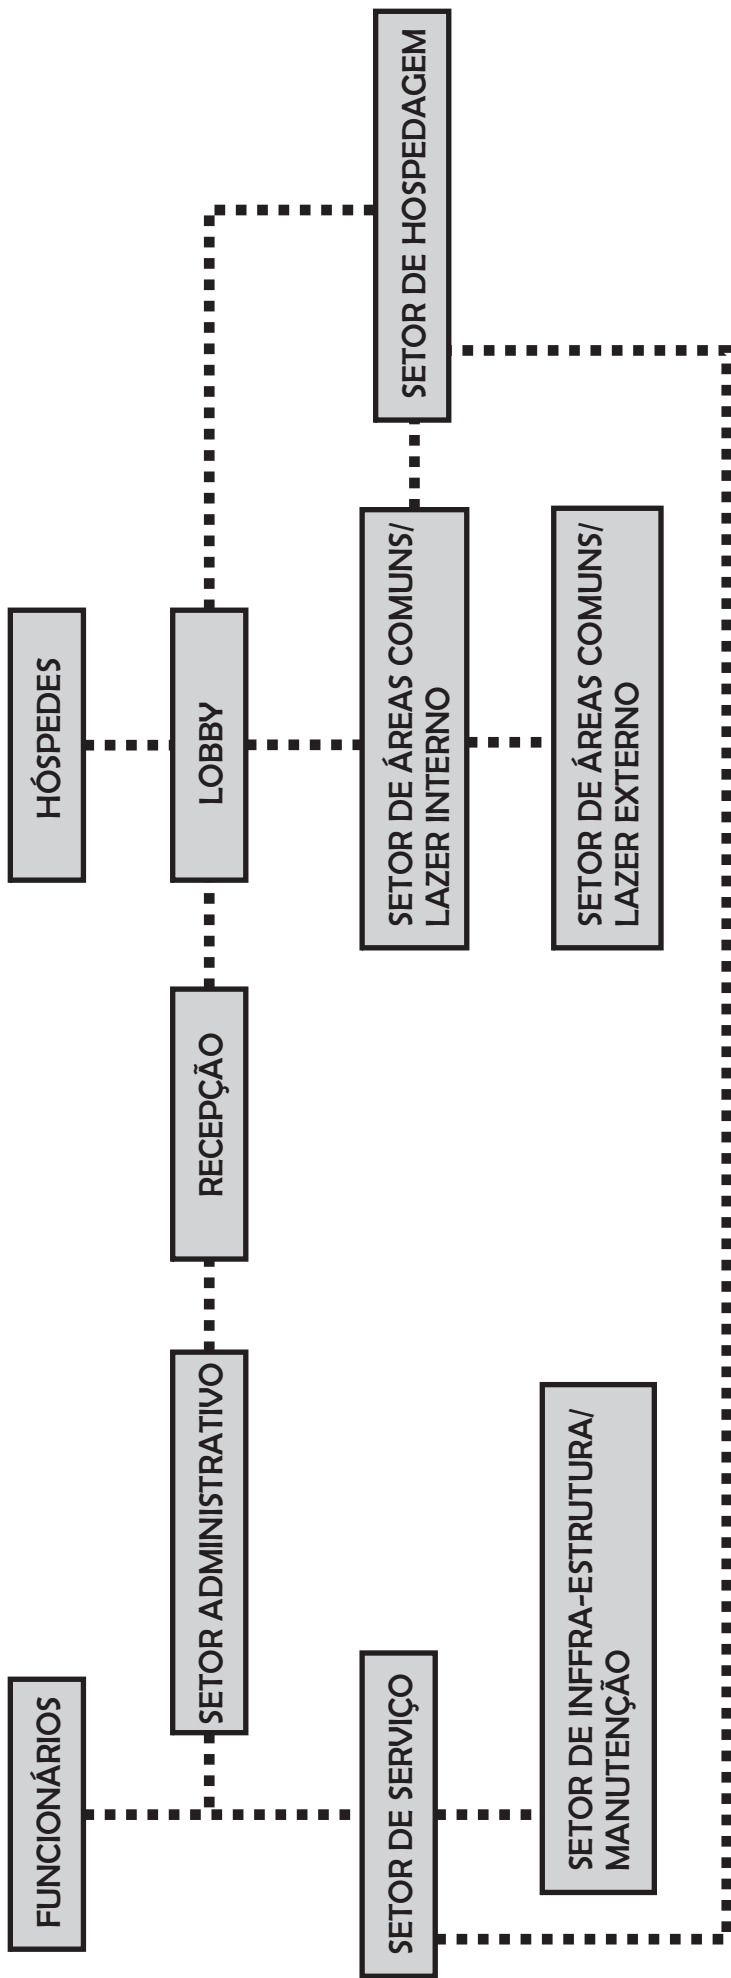 FUNCIONÁRIOS
HÓSPEDES
SETOR ADMINISTRATIVO
RECEPÇÃO
LOBBY
SETOR DE SERVIÇO
SETOR DE ÁREAS COMUNS/
LAZER INTERNO
SETOR DE HOSPEDAGEM
SETOR DE INFFRA-ESTRUTURA/
MANUTENÇÃO
SETOR DE ÁREAS COMUNS/
LAZER EXTERNO